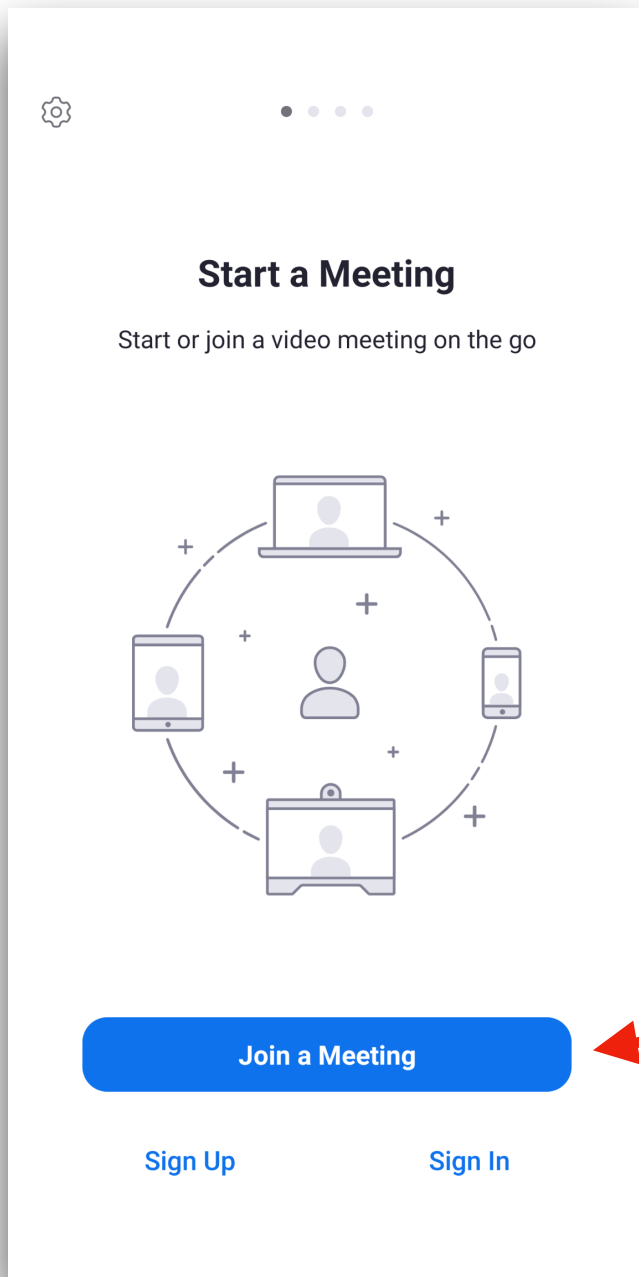 Start a Meeting
Start or join a video meeting on the go
Join a Meeting
Sign Up
Sign In